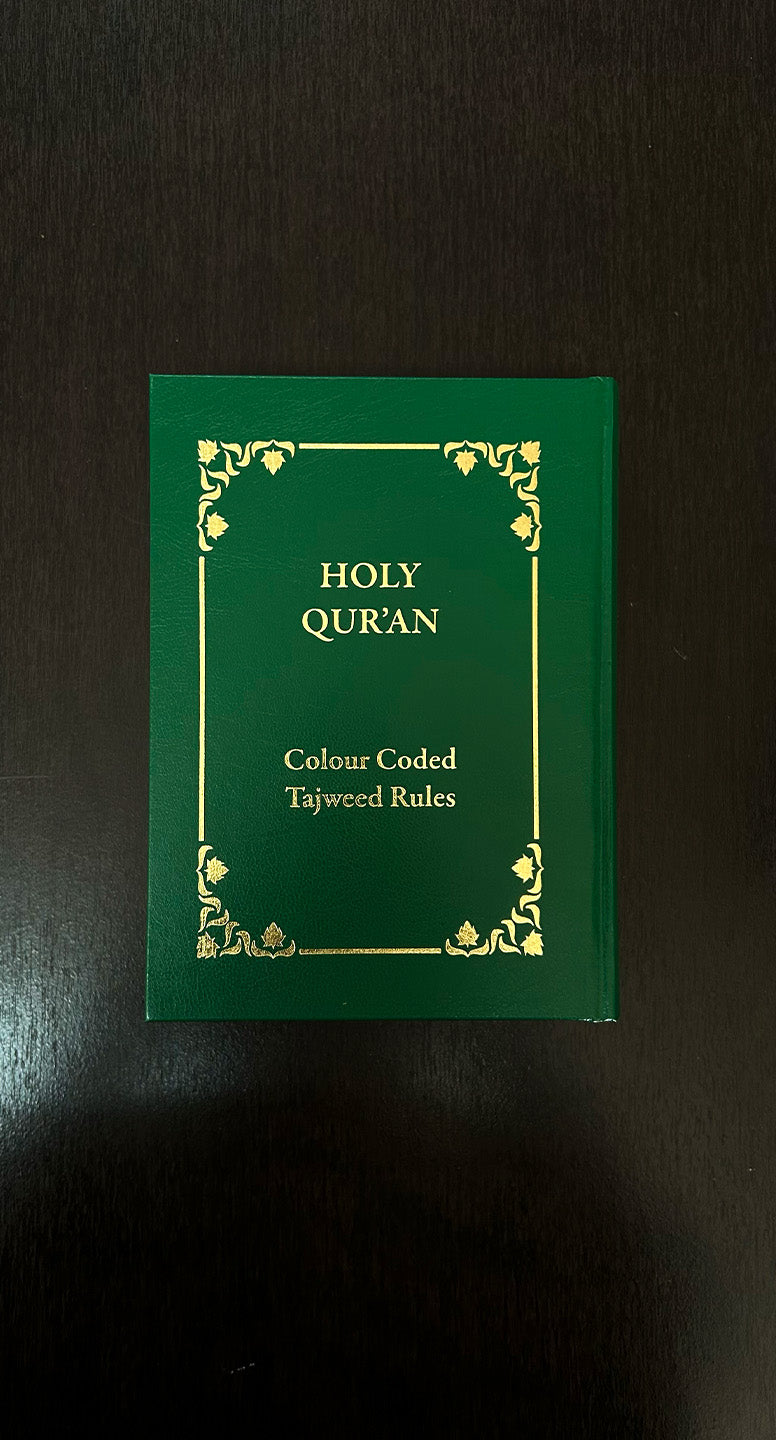 HOLY
QUR’AN
Colour Coded
Tajweed Rules